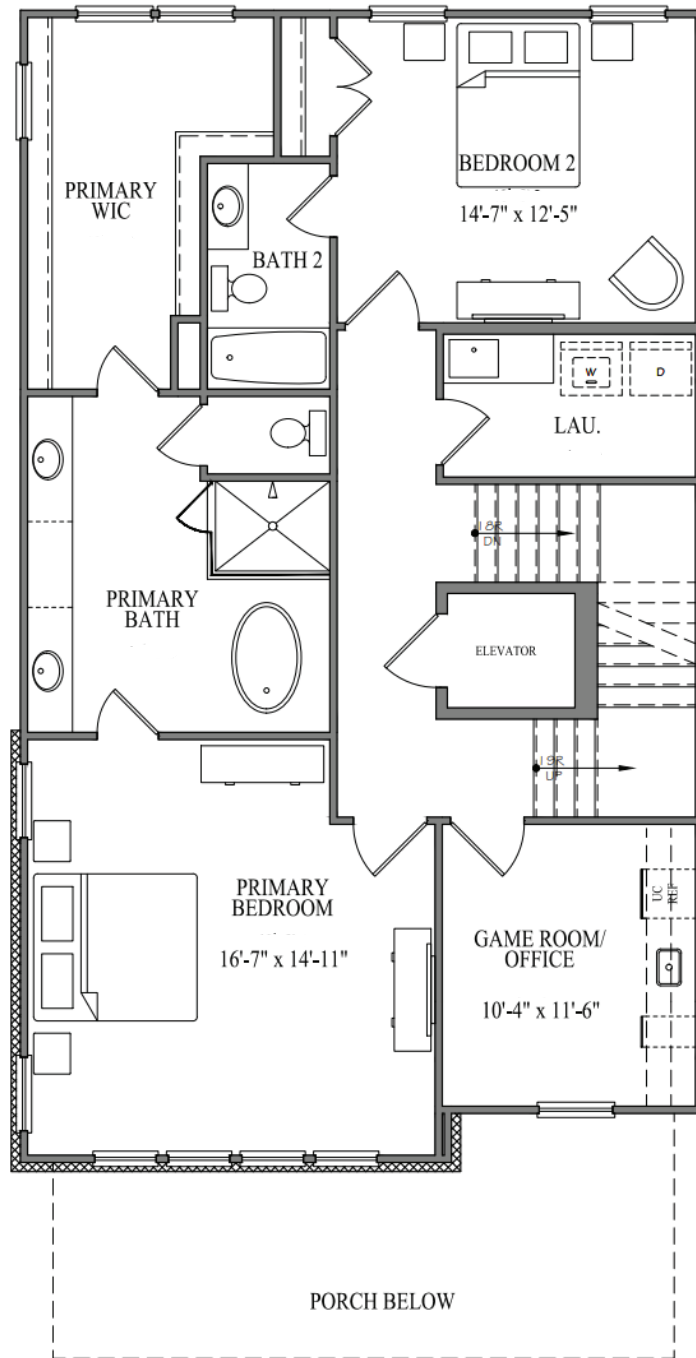 PRIMARY
WIC
BEDROOM 2
14'-7" x 12'-5"
BATH 2
W
D
LAU.
18R
DN
PRIMARY
BATH
ELEVATOR
19R
UP
PRIMARY
BEDROOM
16'-7" x 14'-11"
UC
REF
GAME ROOM/
OFFICE
10'-4" x 11'-6"
PORCH BELOW